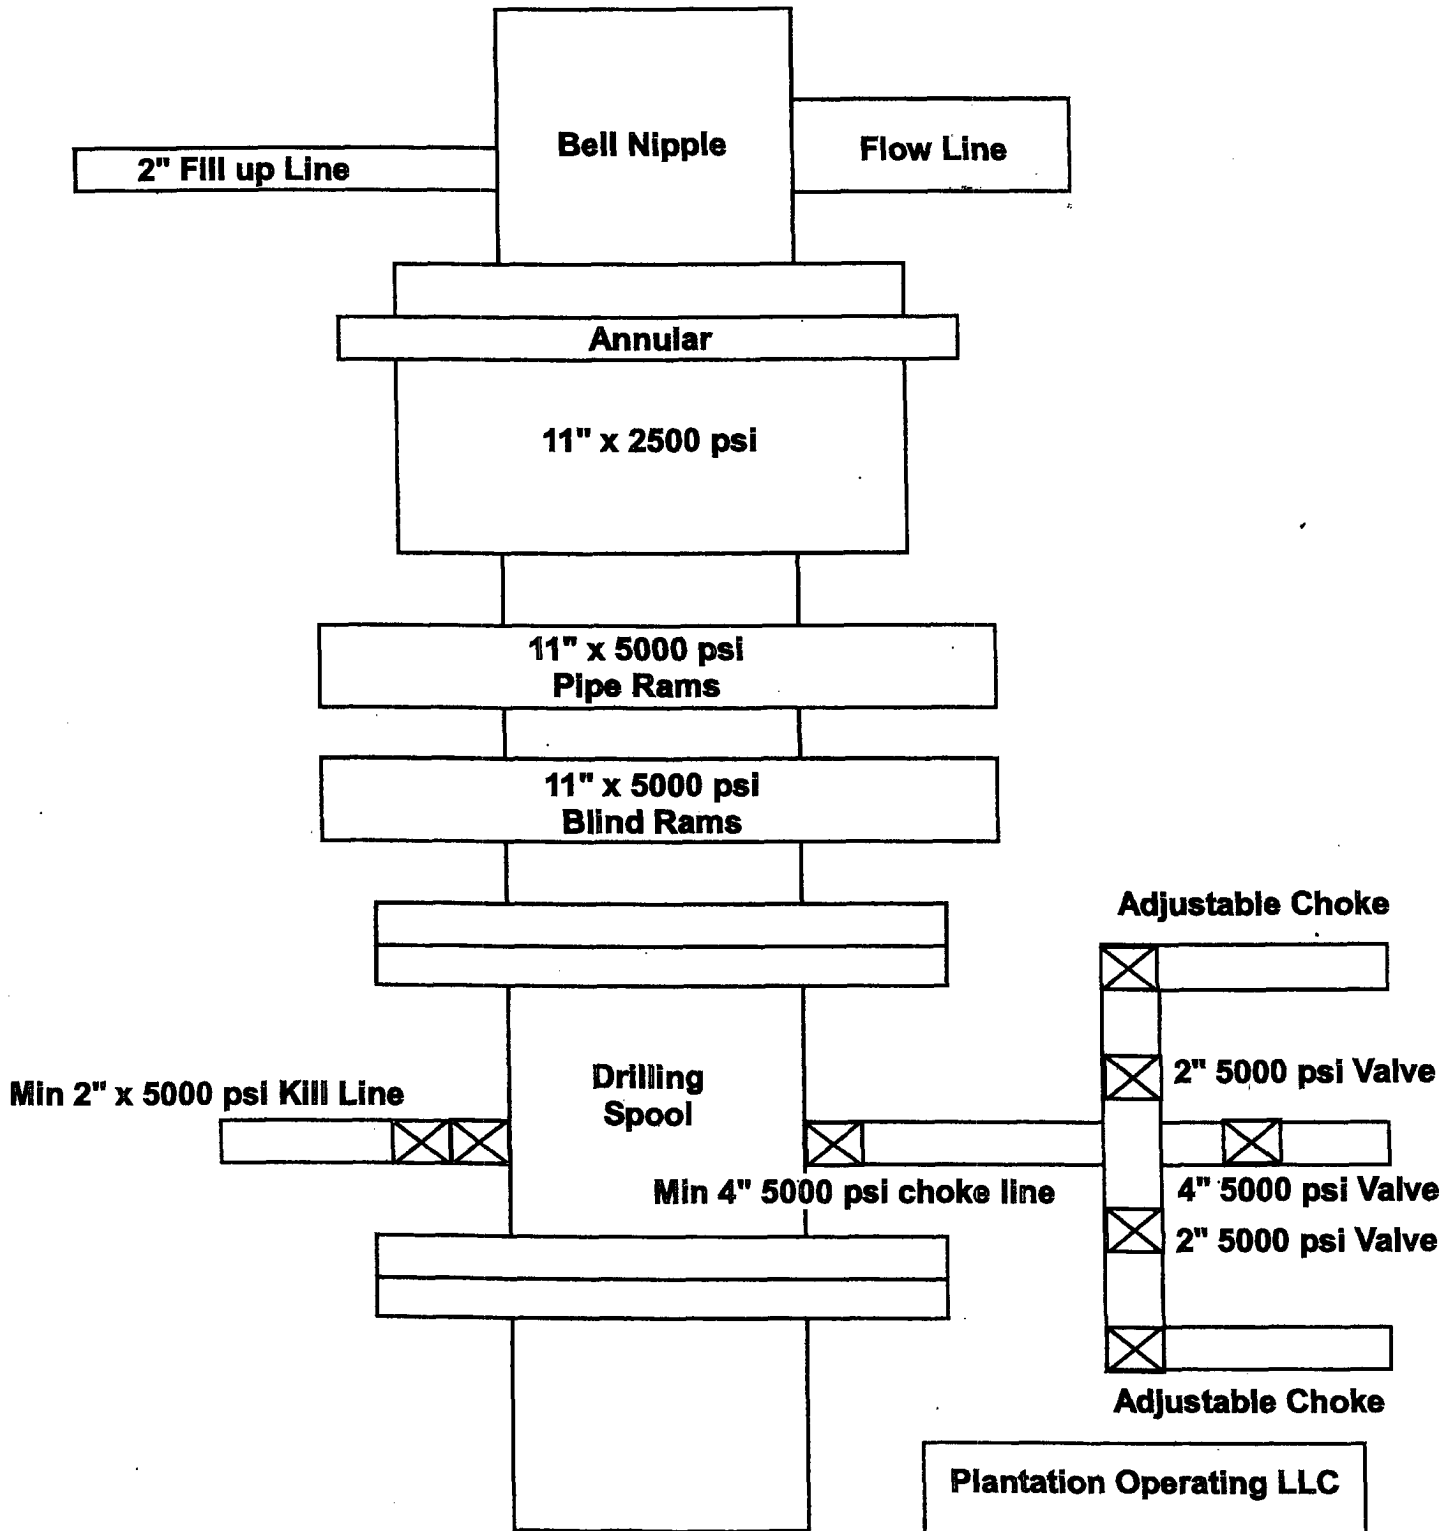 Bell Nipple
Flow Line
2" Fill up Line
Annular
11" x 2500 psi
11" x 5000 psi
Pipe Rams
11" x 5000 psi
Blind Rams
Adjustable Choke
Drilling
Spool
2" 5000 psi Valve
Min 2" x 5000 psi Kill Line
Min 4" 5000 psi choke line
4" 5000 psi Valve
2" 5000 psi Valve
Adjustable Choke
Plantation Operating LLC